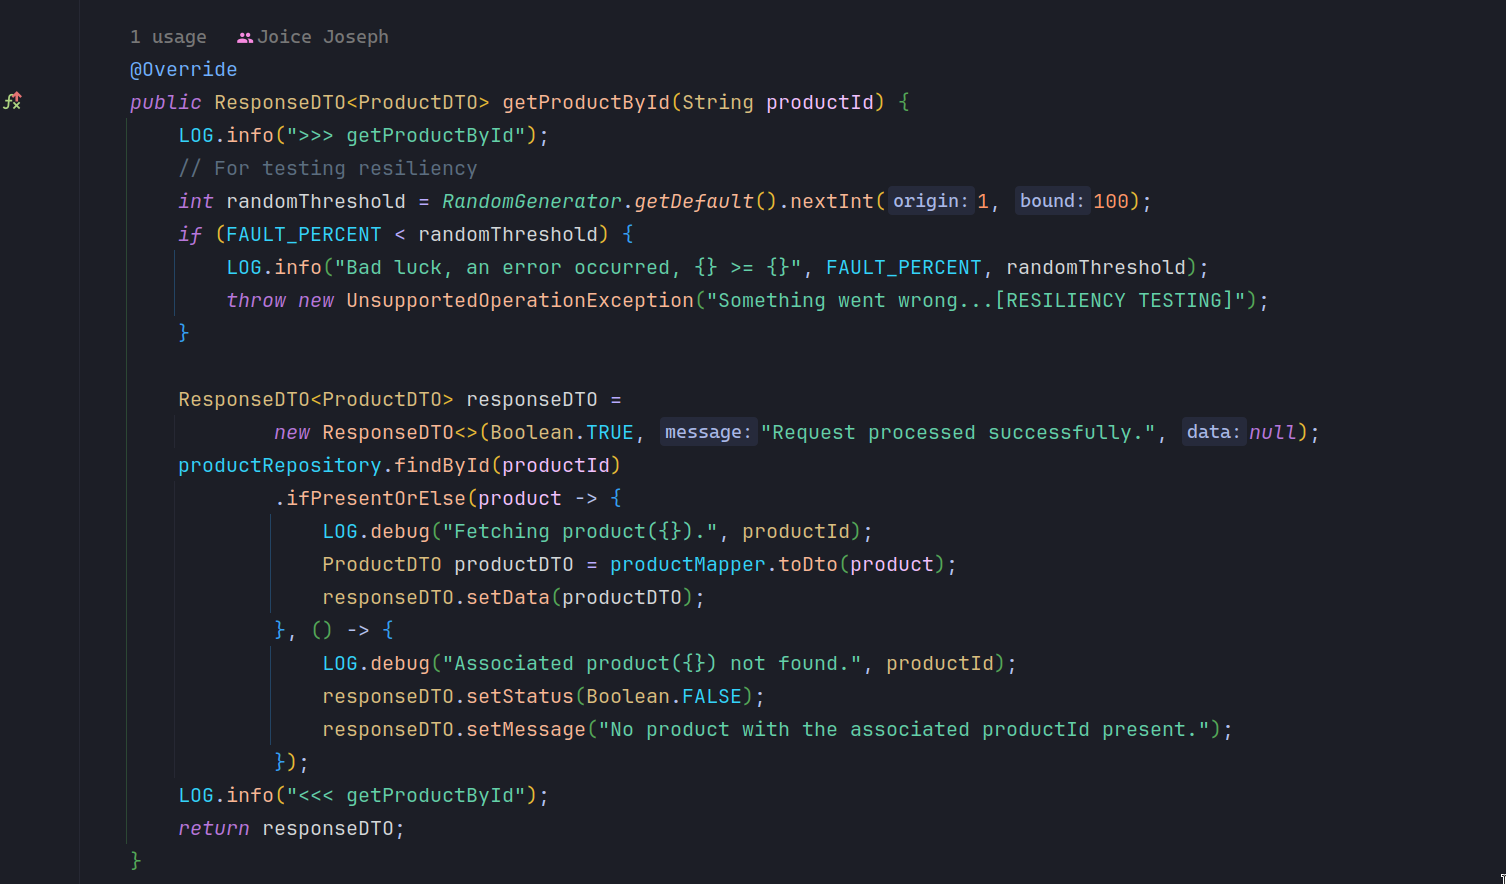 1 usage Joice Joseph
@Override
public ResponseDTO<ProductDTO> getProductById(String productId) {
LOG.info(">>> getProductById");
// For testing resiliency
int randomThreshold = RandomGenerator.getDefault().nextInt( origin: 1, bound: 100);
if (FAULT_PERCENT < randomThreshold) {
LOG.info("Bad luck, an error occurred, {} >= {}", FAULT_PERCENT, randomThreshold);
throw new UnsupportedOperationException("Something went wrong...[RESILIENCY TESTING]");
}
ResponseDTO<ProductDTO> responseDTO =
new ResponseDTO<>(Boolean.TRUE, message: "Request processed successfully.", data: null);
productRepository.findById(productId)
.ifPresentOrElse(product -> {
LOG.debug("Fetching product({}).", productId);
ProductDTO productDTO = productMapper.toDto(product);
responseDTO.setData(productDTO);
}, () -> {
LOG.debug("Associated product({}) not found.", productId);
responseDTO.setStatus(Boolean.FALSE);
responseDTO.setMessage("No product with the associated productId present.");
});
LOG.info("<<< getProductById");
return responseDTO;
}